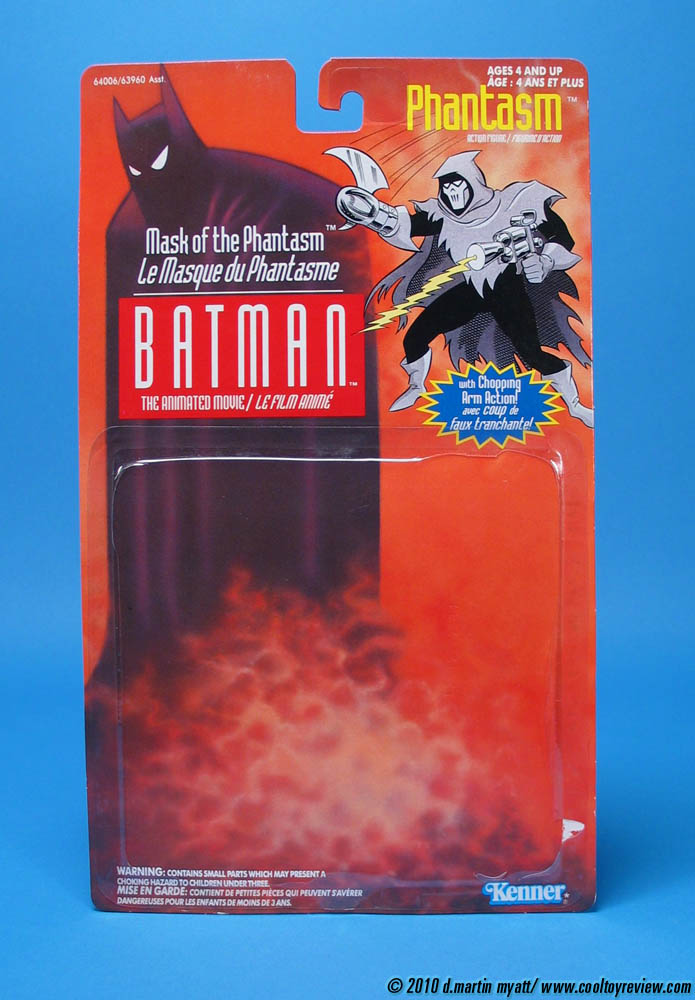 64006/63960 Asst.
AGES 4 AND UP
ÂGE : 4 ANS ET PLUS
Phantasm™
ACTION FIGURE / FIGURINE D'ACTION
Mask of the Phantasm™
Le Masque du Phantasme
BATMAN™
THE ANIMATED MOVIE / LE FILM ANIMÉ
with Chopping
Arm Action!
avec coup de
faux tranchante!
WARNING: CONTAINS SMALL PARTS WHICH MAY PRESENT A
CHOKING HAZARD TO CHILDREN UNDER THREE.
MISE EN GARDE: CONTIENT DE PETITES PIÈCES QUI PEUVENT S'AVÉRER
DANGEREUSES POUR LES ENFANTS DE MOINS DE 3 ANS.
Kenner
© 2010 d.martin myatt/ www.cooltoyreview.com